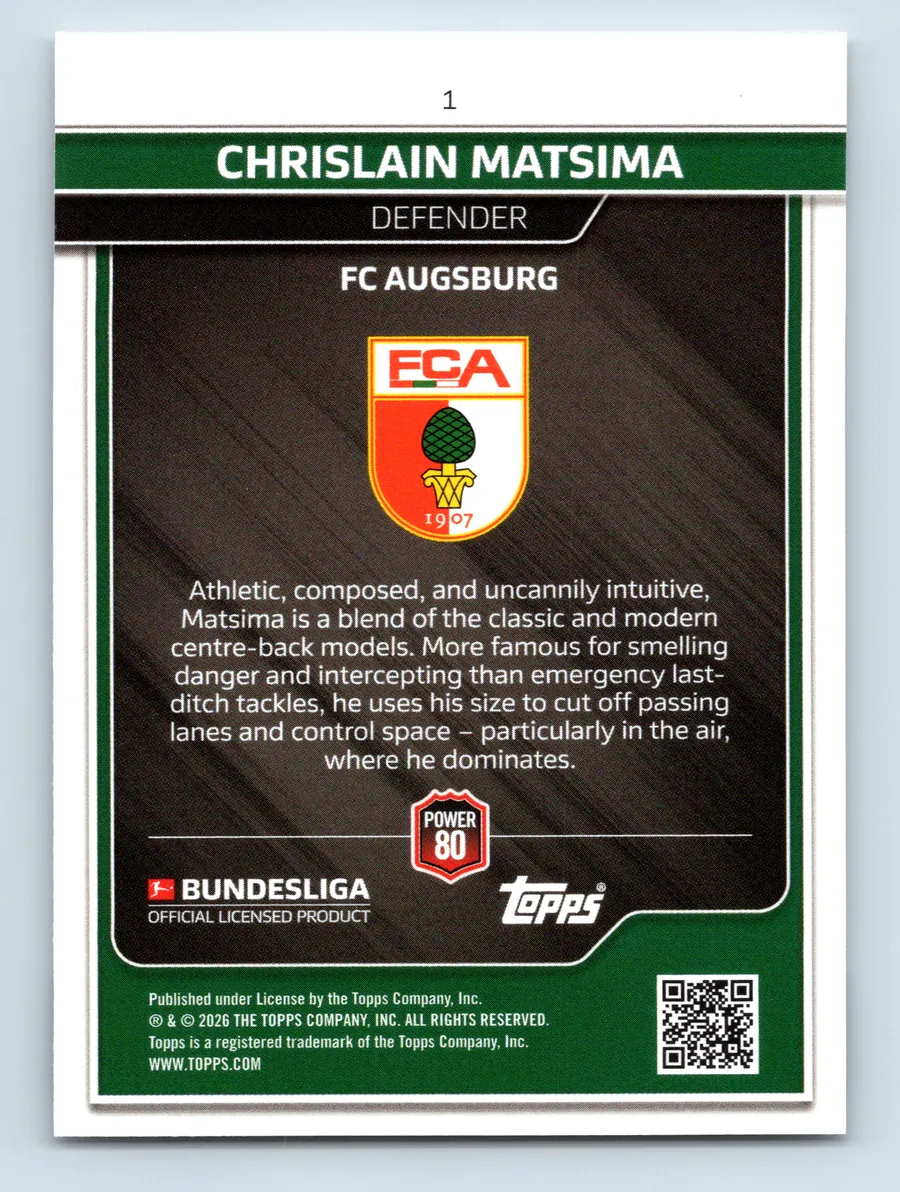 1
CHRISLAIN MATSIMA
DEFENDER
FC AUGSBURG
FCA
1907
Athletic, composed, and uncannily intuitive,
Matsima is a blend of the classic and modern
centre-back models. More famous for smelling
danger and intercepting than emergency last-
ditch tackles, he uses his size to cut off passing
lanes and control space – particularly in the air,
where he dominates.
POWER
80
BUNDESLIGA
OFFICIAL LICENSED PRODUCT
Topps®
Published under License by the Topps Company, Inc.
® & © 2026 THE TOPPS COMPANY, INC. ALL RIGHTS RESERVED.
Topps is a registered trademark of the Topps Company, Inc.
WWW.TOPPS.COM